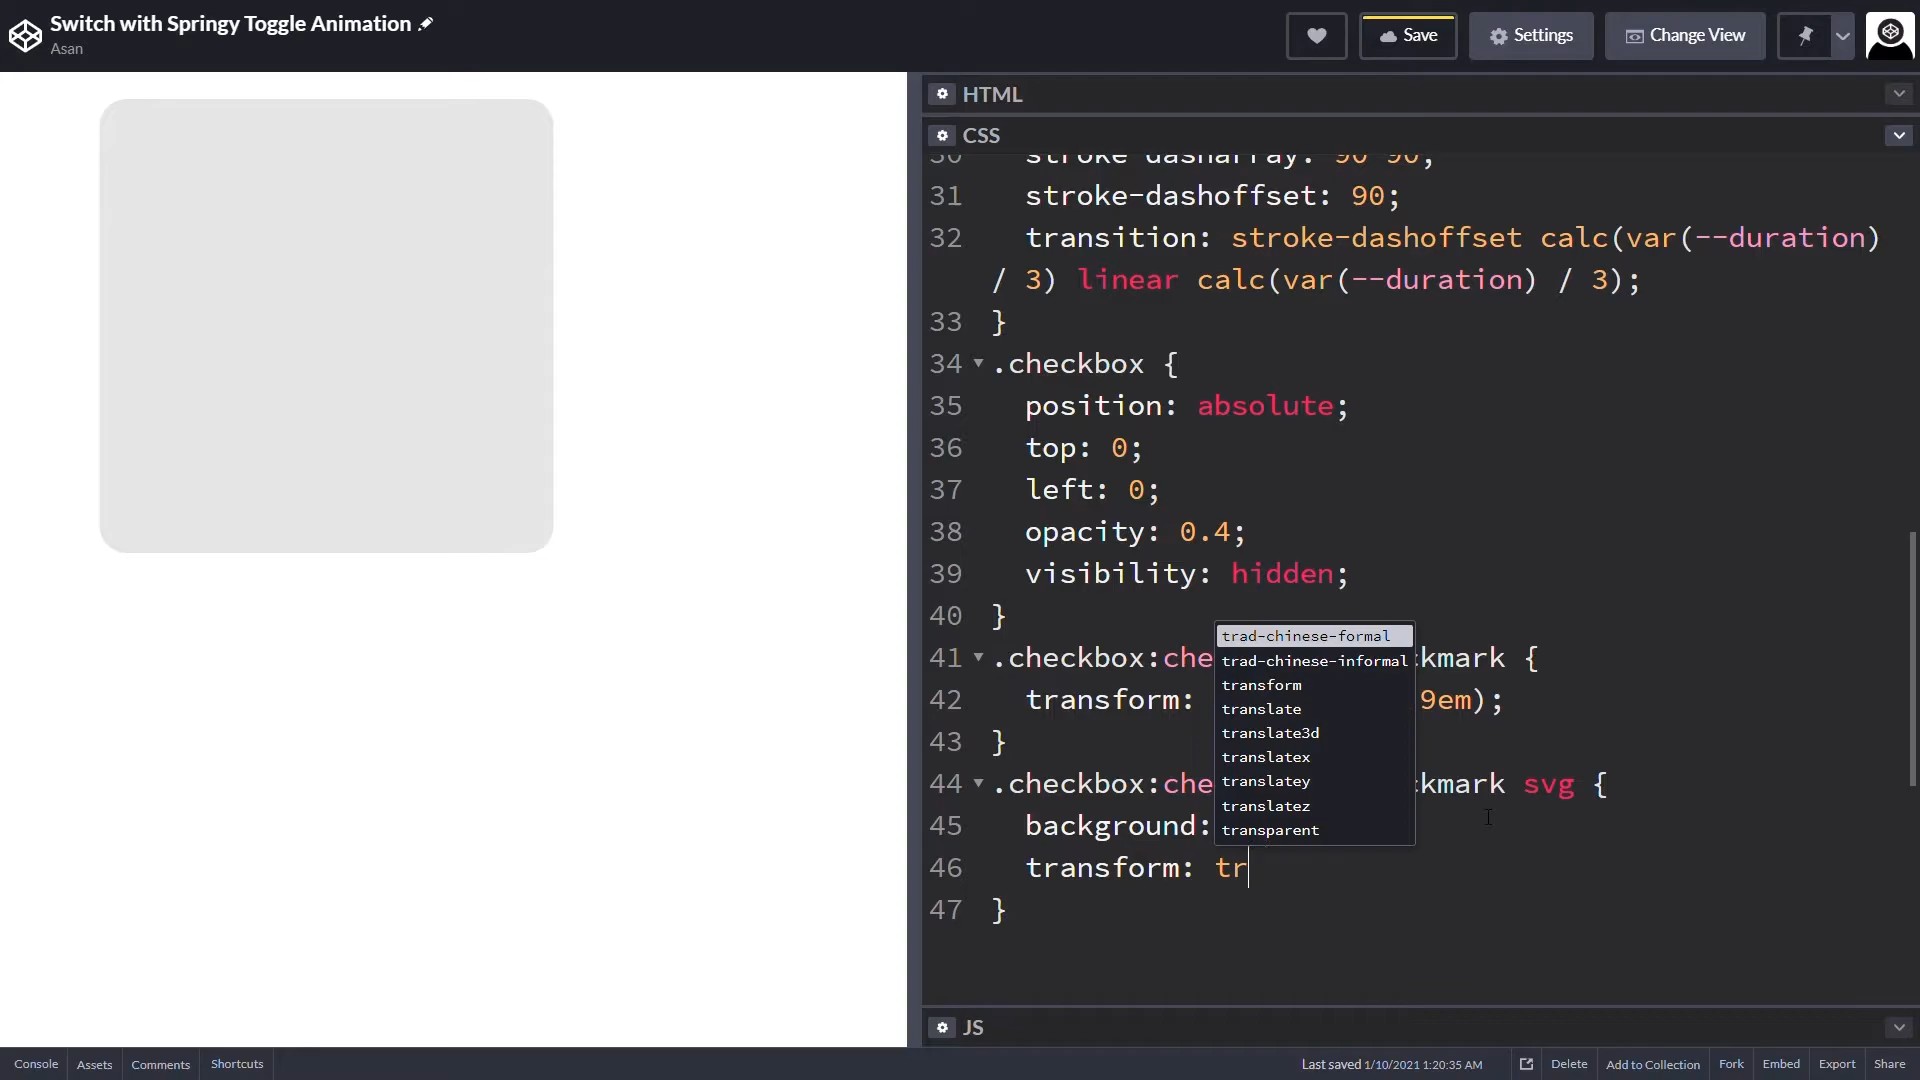 Switch with Springy Toggle Animation
Asan
Save
Settings
Change View
HTML
CSS
30 stroke-dasharray: 90 90;
31 stroke-dashoffset: 90;
32 transition: stroke-dashoffset calc(var(--duration)
/ 3) linear calc(var(--duration) / 3);
33 }
34 .checkbox {
35 position: absolute;
36 top: 0;
37 left: 0;
38 opacity: 0.4;
39 visibility: hidden;
40 }
trad-chinese-formal
41 .checkbox:che kmark {
trad-chinese-informal
transform
42 transform: 9em);
translate
translate3d
43 }
translatex
44 .checkbox:che kmark svg {
translatey
translatez
45 background:
transparent
46 transform: tr
47 }
JS
Console
Assets
Comments
Shortcuts
Last saved 1/10/2021 1:20:35 AM
Delete
Add to Collection
Fork
Embed
Export
Share